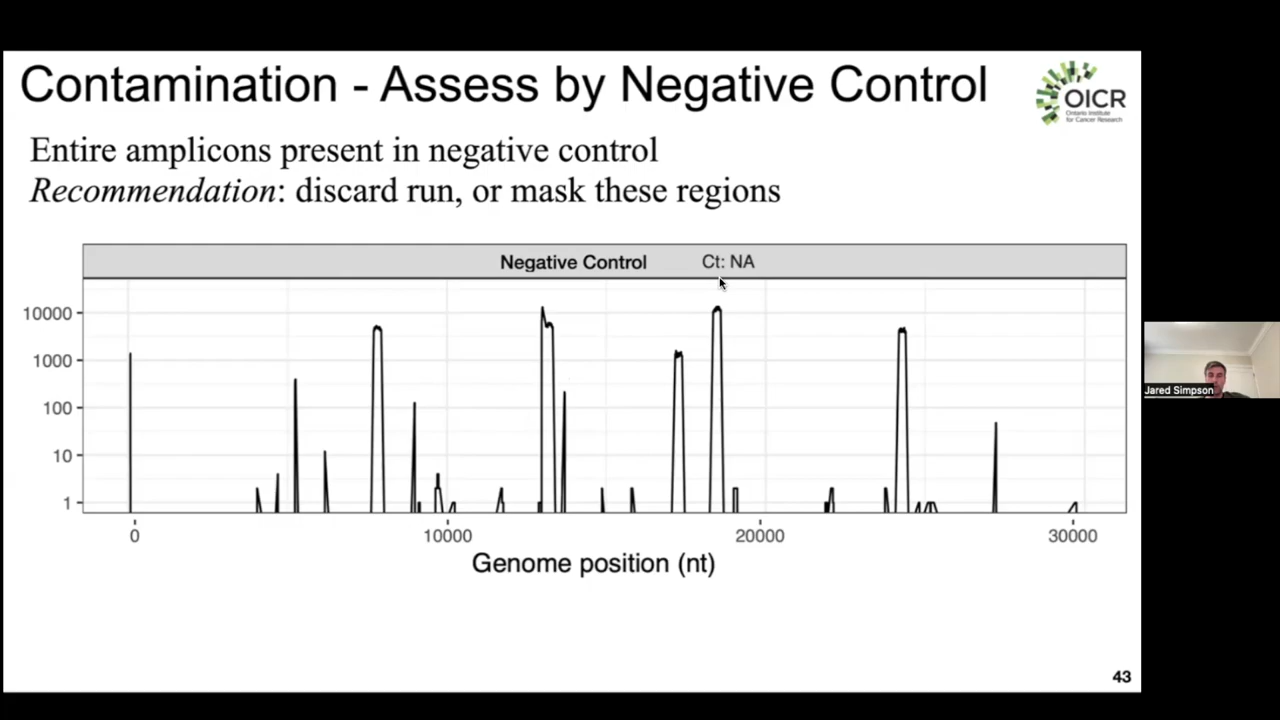 Contamination - Assess by Negative Control
OICR
Ontario Institute
for Cancer Research
Entire amplicons present in negative control
Recommendation: discard run, or mask these regions
Negative Control Ct: NA
10000
1000
100
10
1
0 10000 20000 30000
Genome position (nt)
43
Jared Simpson